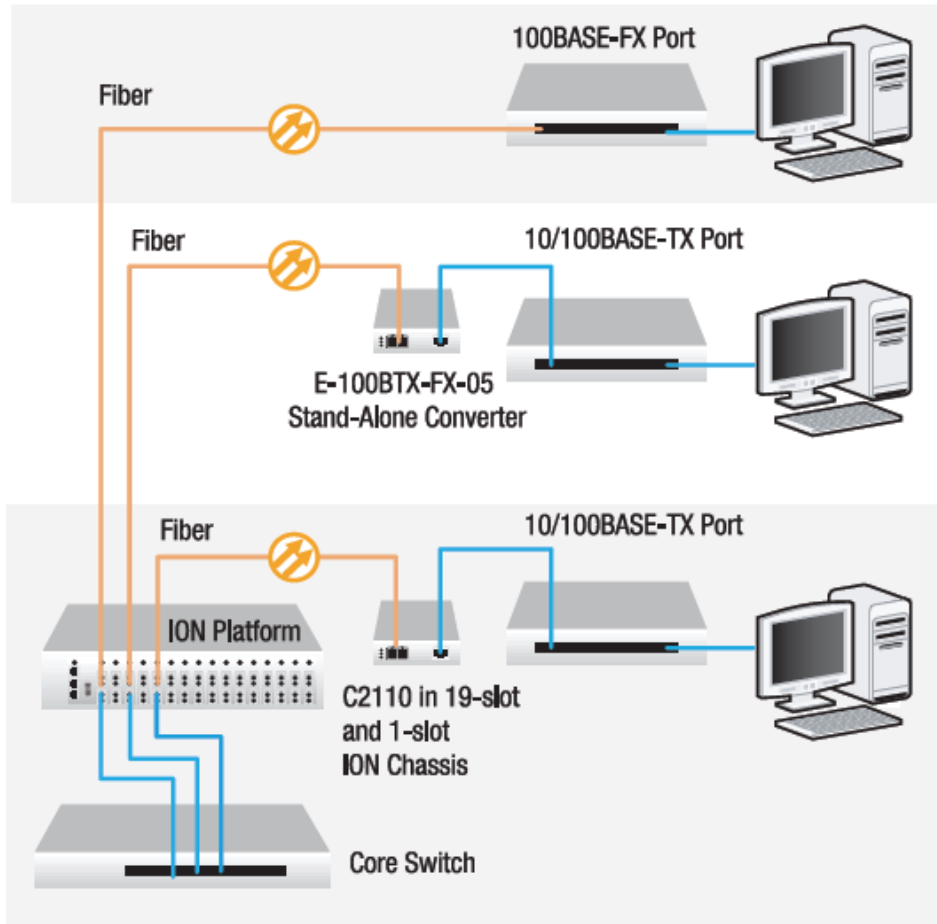 100BASE-FX Port
Fiber
Fiber
10/100BASE-TX Port
E-100BTX-FX-05
Stand-Alone Converter
Fiber
10/100BASE-TX Port
ION Platform
C2110 in 19-slot
and 1-slot
ION Chassis
Core Switch